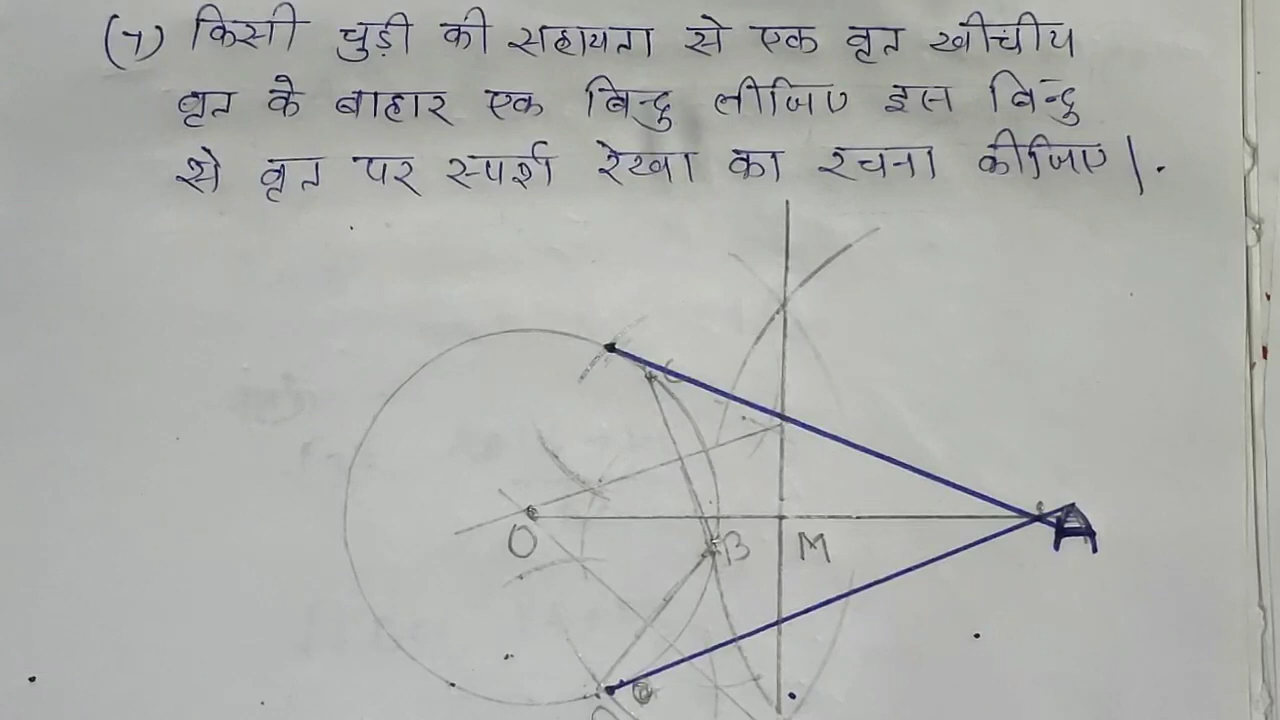 (7) किसी चुड़ी की सहायता से एक वृत खीचीय
वृत के बाहार एक बिन्दु लीजिए इस बिन्दु
से वृत पर स्पर्श रेखा का रचना कीजिए।.
C
O B M A